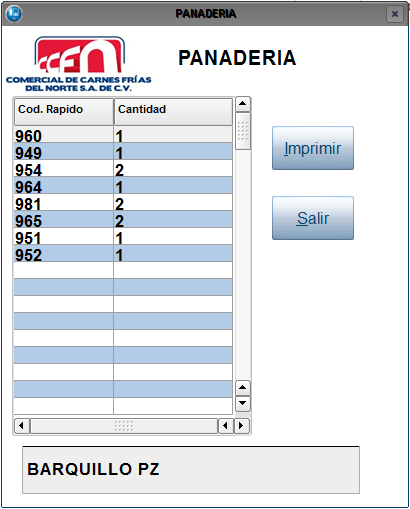 PANADERIA
CCFN
COMERCIAL DE CARNES FRÍAS
DEL NORTE S.A. DE C.V.
PANADERIA
Cod. Rapido Cantidad
960 1
949 1
954 2
964 1
981 2
965 2
951 1
952 1
Imprimir
Salir
BARQUILLO PZ